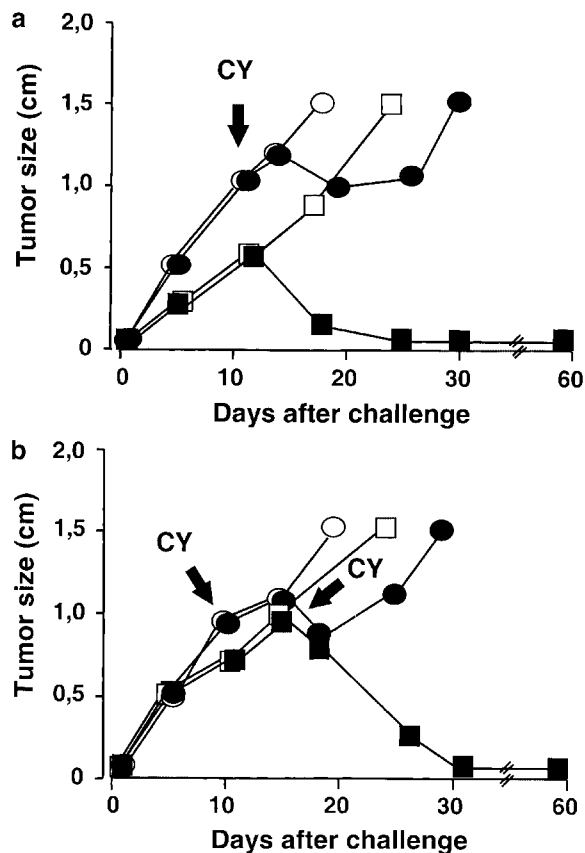 a
2,0
CY
1,5
1,0
0,5
0
Tumor size (cm)
0 10 20 30 60
Days after challenge
b
2,0
CY
CY
1,5
1,0
0,5
0
Tumor size (cm)
0 10 20 30 60
Days after challenge